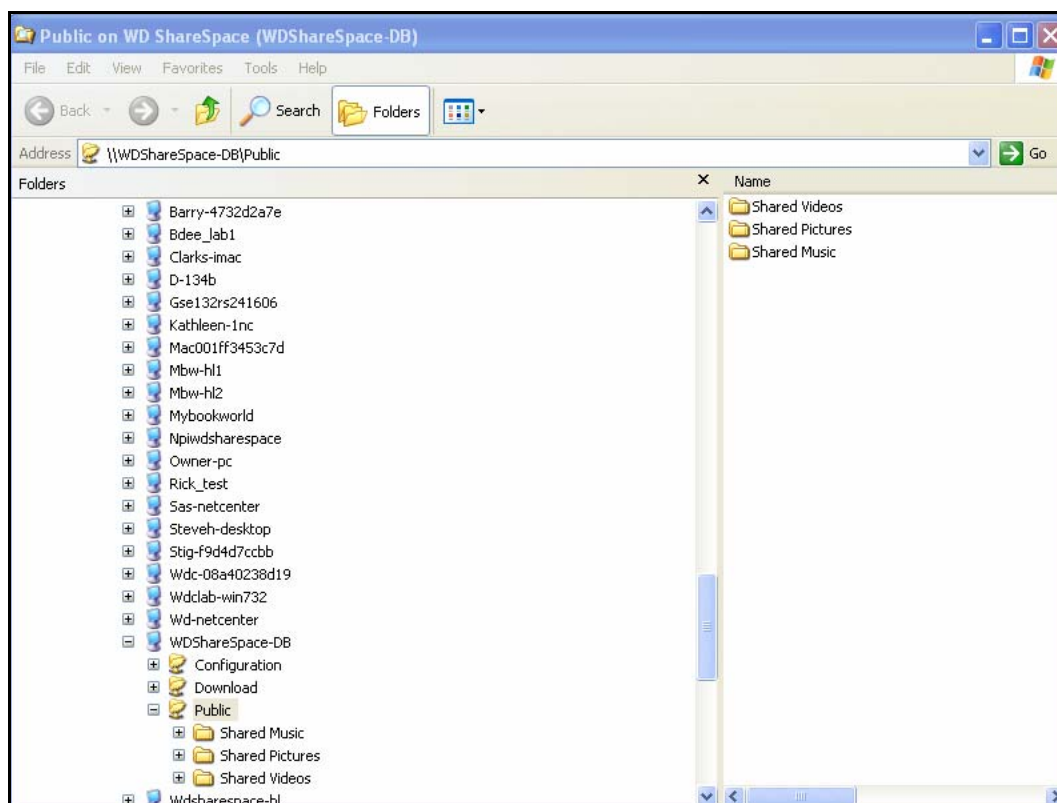 Public on WD ShareSpace (WDShareSpace-DB)
File Edit View Favorites Tools Help
Back Search Folders
Address \\WDShareSpace-DB\Public Go
Folders
Barry-4732d2a7e
Bdee_lab1
Clarks-imac
D-134b
Gse132rs241606
Kathleen-1nc
Mac001ff3453c7d
Mbw-hl1
Mbw-hl2
Mybookworld
Npiwdsharespace
Owner-pc
Rick_test
Sas-netcenter
Steveh-desktop
Stig-f9d4d7ccbb
Wdc-08a40238d19
Wdclab-win732
Wd-netcenter
WDShareSpace-DB
Configuration
Download
Public
Shared Music
Shared Pictures
Shared Videos
Wdsharespace-hl
Name
Shared Videos
Shared Pictures
Shared Music